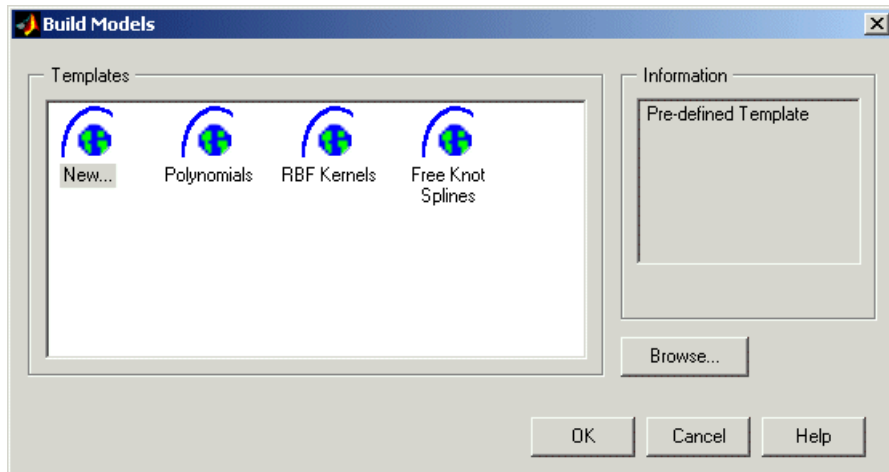 Build Models
Templates
New...
Polynomials
RBF Kernels
Free Knot
Splines
Information
Pre-defined Template
Browse...
OK
Cancel
Help